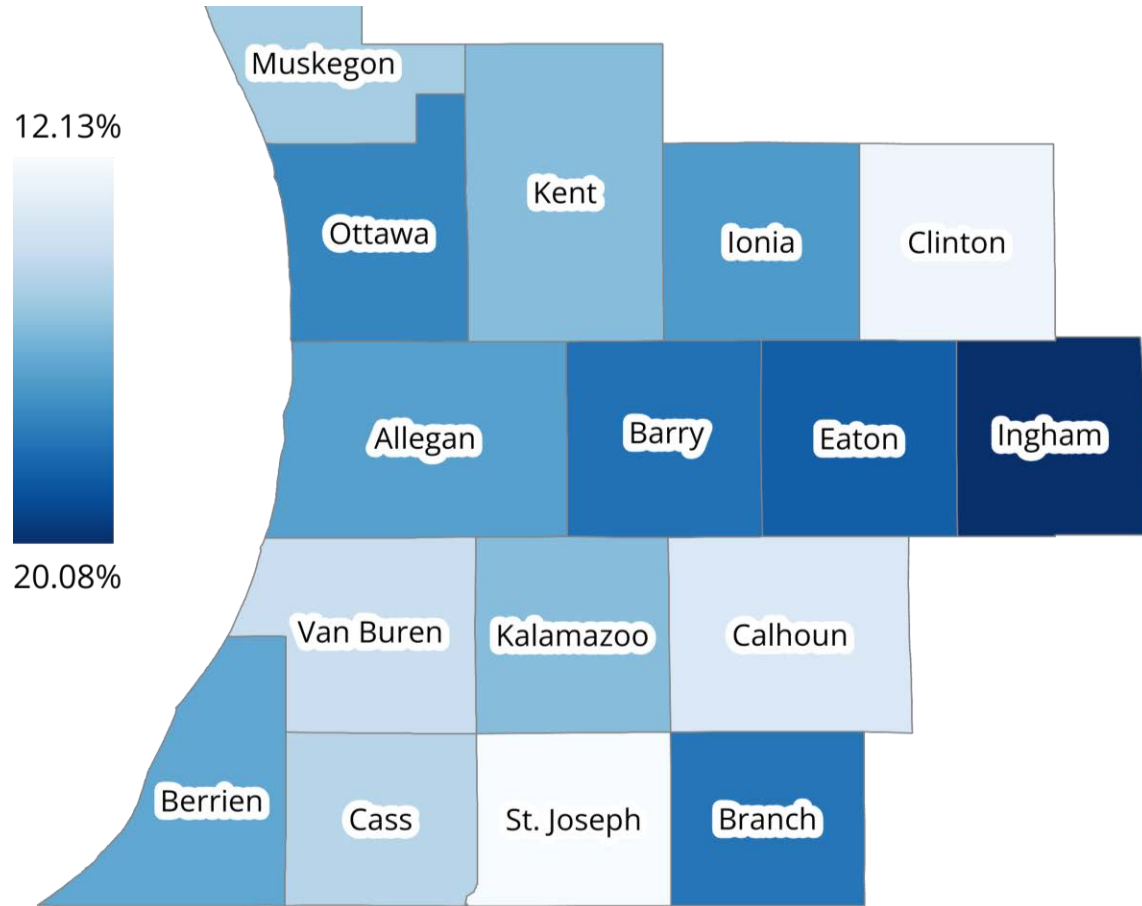 Muskegon
12.13%
Kent
Ottawa
Ionia
Clinton
Allegan
Barry
Eaton
Ingham
20.08%
Van Buren
Kalamazoo
Calhoun
Berrien
Cass
St. Joseph
Branch